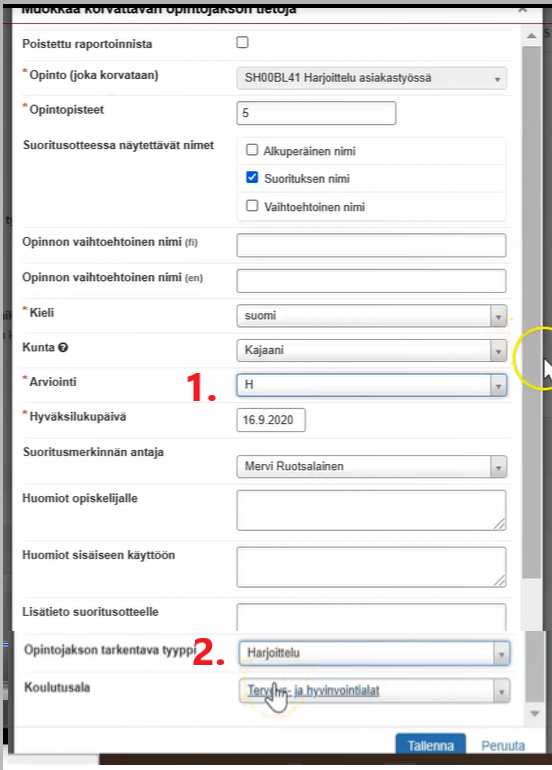 Muokkaa korvattavan opintojakson tietoja
Poistettu raportoinnista
* Opinto (joka korvataan) SH00BL41 Harjoittelu asiakastyössä
* Opintopisteet 5
Suoritusotteessa näytettävät nimet Alkuperäinen nimi
Suorituksen nimi
Vaihtoehtoinen nimi
Opinnon vaihtoehtoinen nimi (fi)
Opinnon vaihtoehtoinen nimi (en)
* Kieli suomi
Kunta Kajaani
* Arviointi 1. H
* Hyväksilukupäivä 16.9.2020
Suoritusmerkinnän antaja Mervi Ruotsalainen
Huomiot opiskelijalle
Huomiot sisäiseen käyttöön
Lisätieto suoritusotteelle
Opintojakson tarkentava tyyppi 2. Harjoittelu
Koulutusala Terveys- ja hyvinvointialat
Tallenna Peruuta